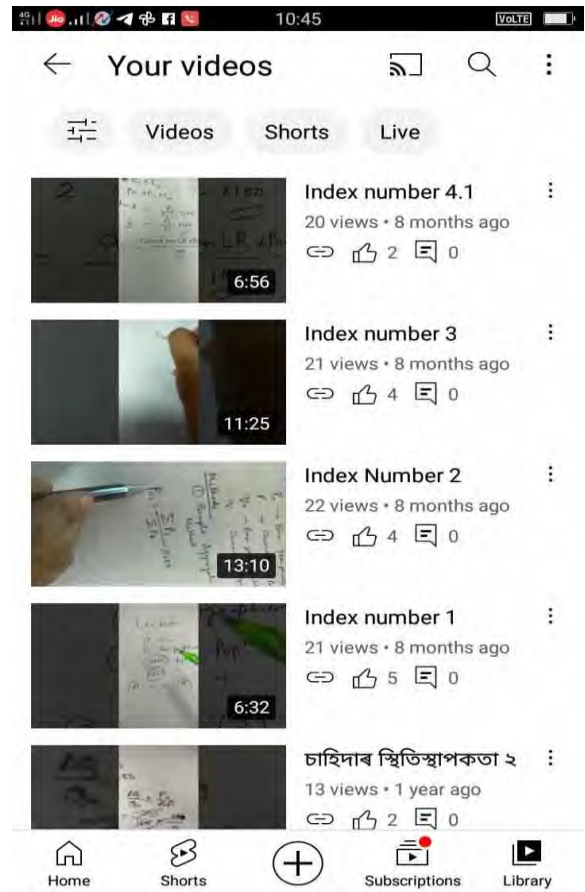 4G
Jio
10:45
VoLTE
Your videos
Videos Shorts Live
Index number 4.1
20 views • 8 months ago
2 0
6:56
Index number 3
21 views • 8 months ago
4 0
11:25
Index Number 2
22 views • 8 months ago
4 0
13:10
Index number 1
21 views • 8 months ago
5 0
6:32
চাহিদাৰ স্থিতিস্থাপকতা ২
13 views • 1 year ago
2 0
Home Shorts Subscriptions Library